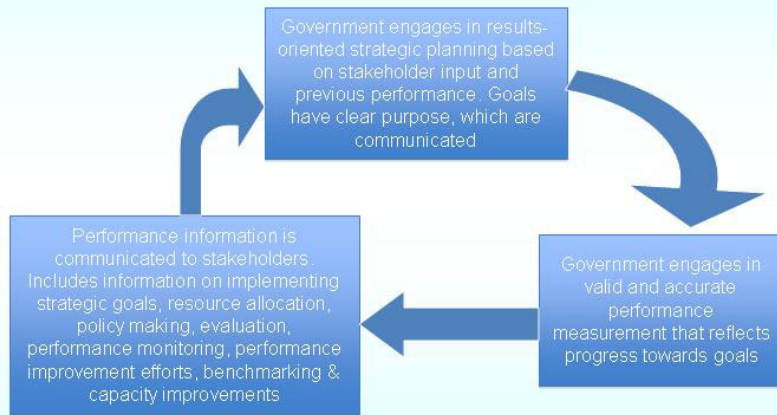 Government engages in results-
oriented strategic planning based
on stakeholder input and
previous performance. Goals
have clear purpose, which are
communicated
Government engages in
valid and accurate
performance
measurement that reflects
progress towards goals
Performance information is
communicated to stakeholders.
Includes information on implementing
strategic goals, resource allocation,
policy making, evaluation,
performance monitoring, performance
improvement efforts, benchmarking &
capacity improvements